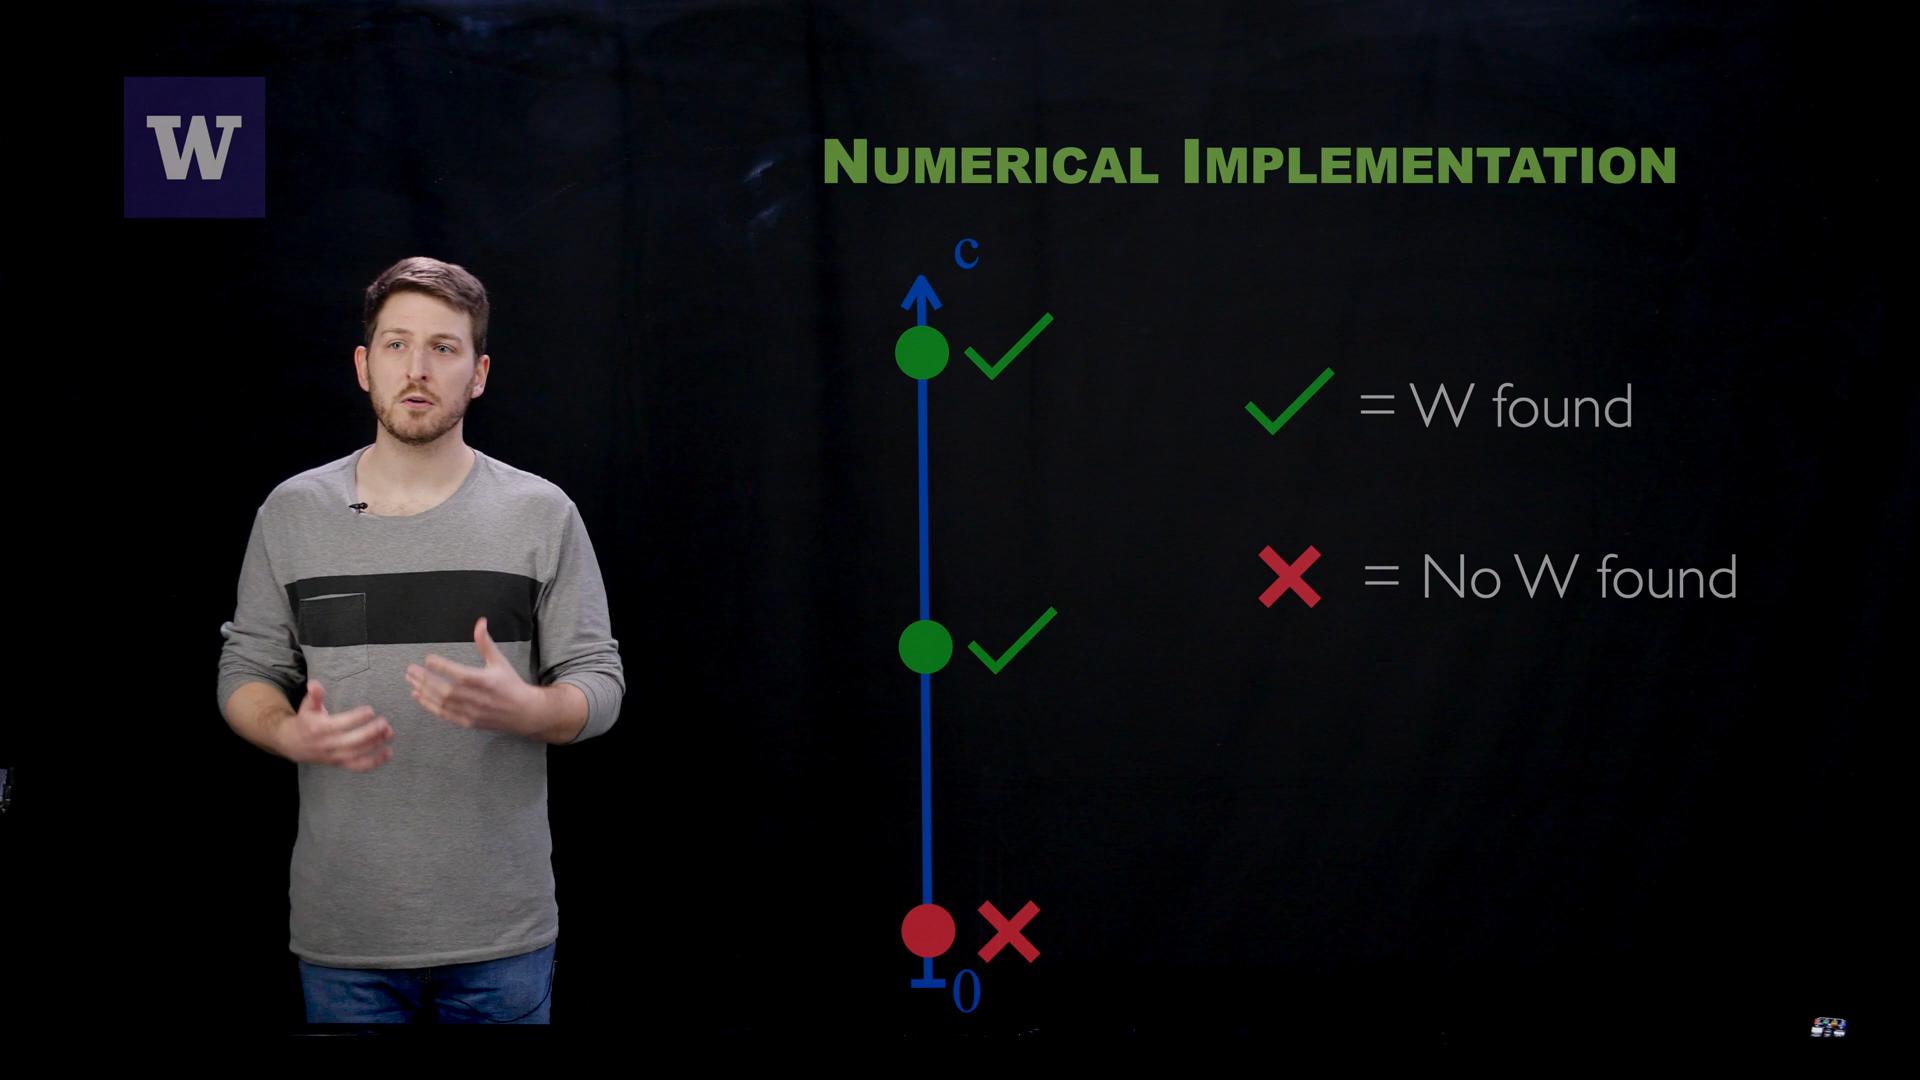 W
NUMERICAL IMPLEMENTATION
c
= W found
= No W found
0